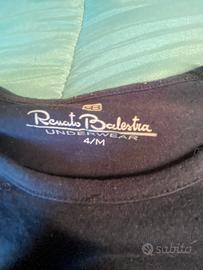 Renato Balestra
UNDERWEAR
4/M
subito